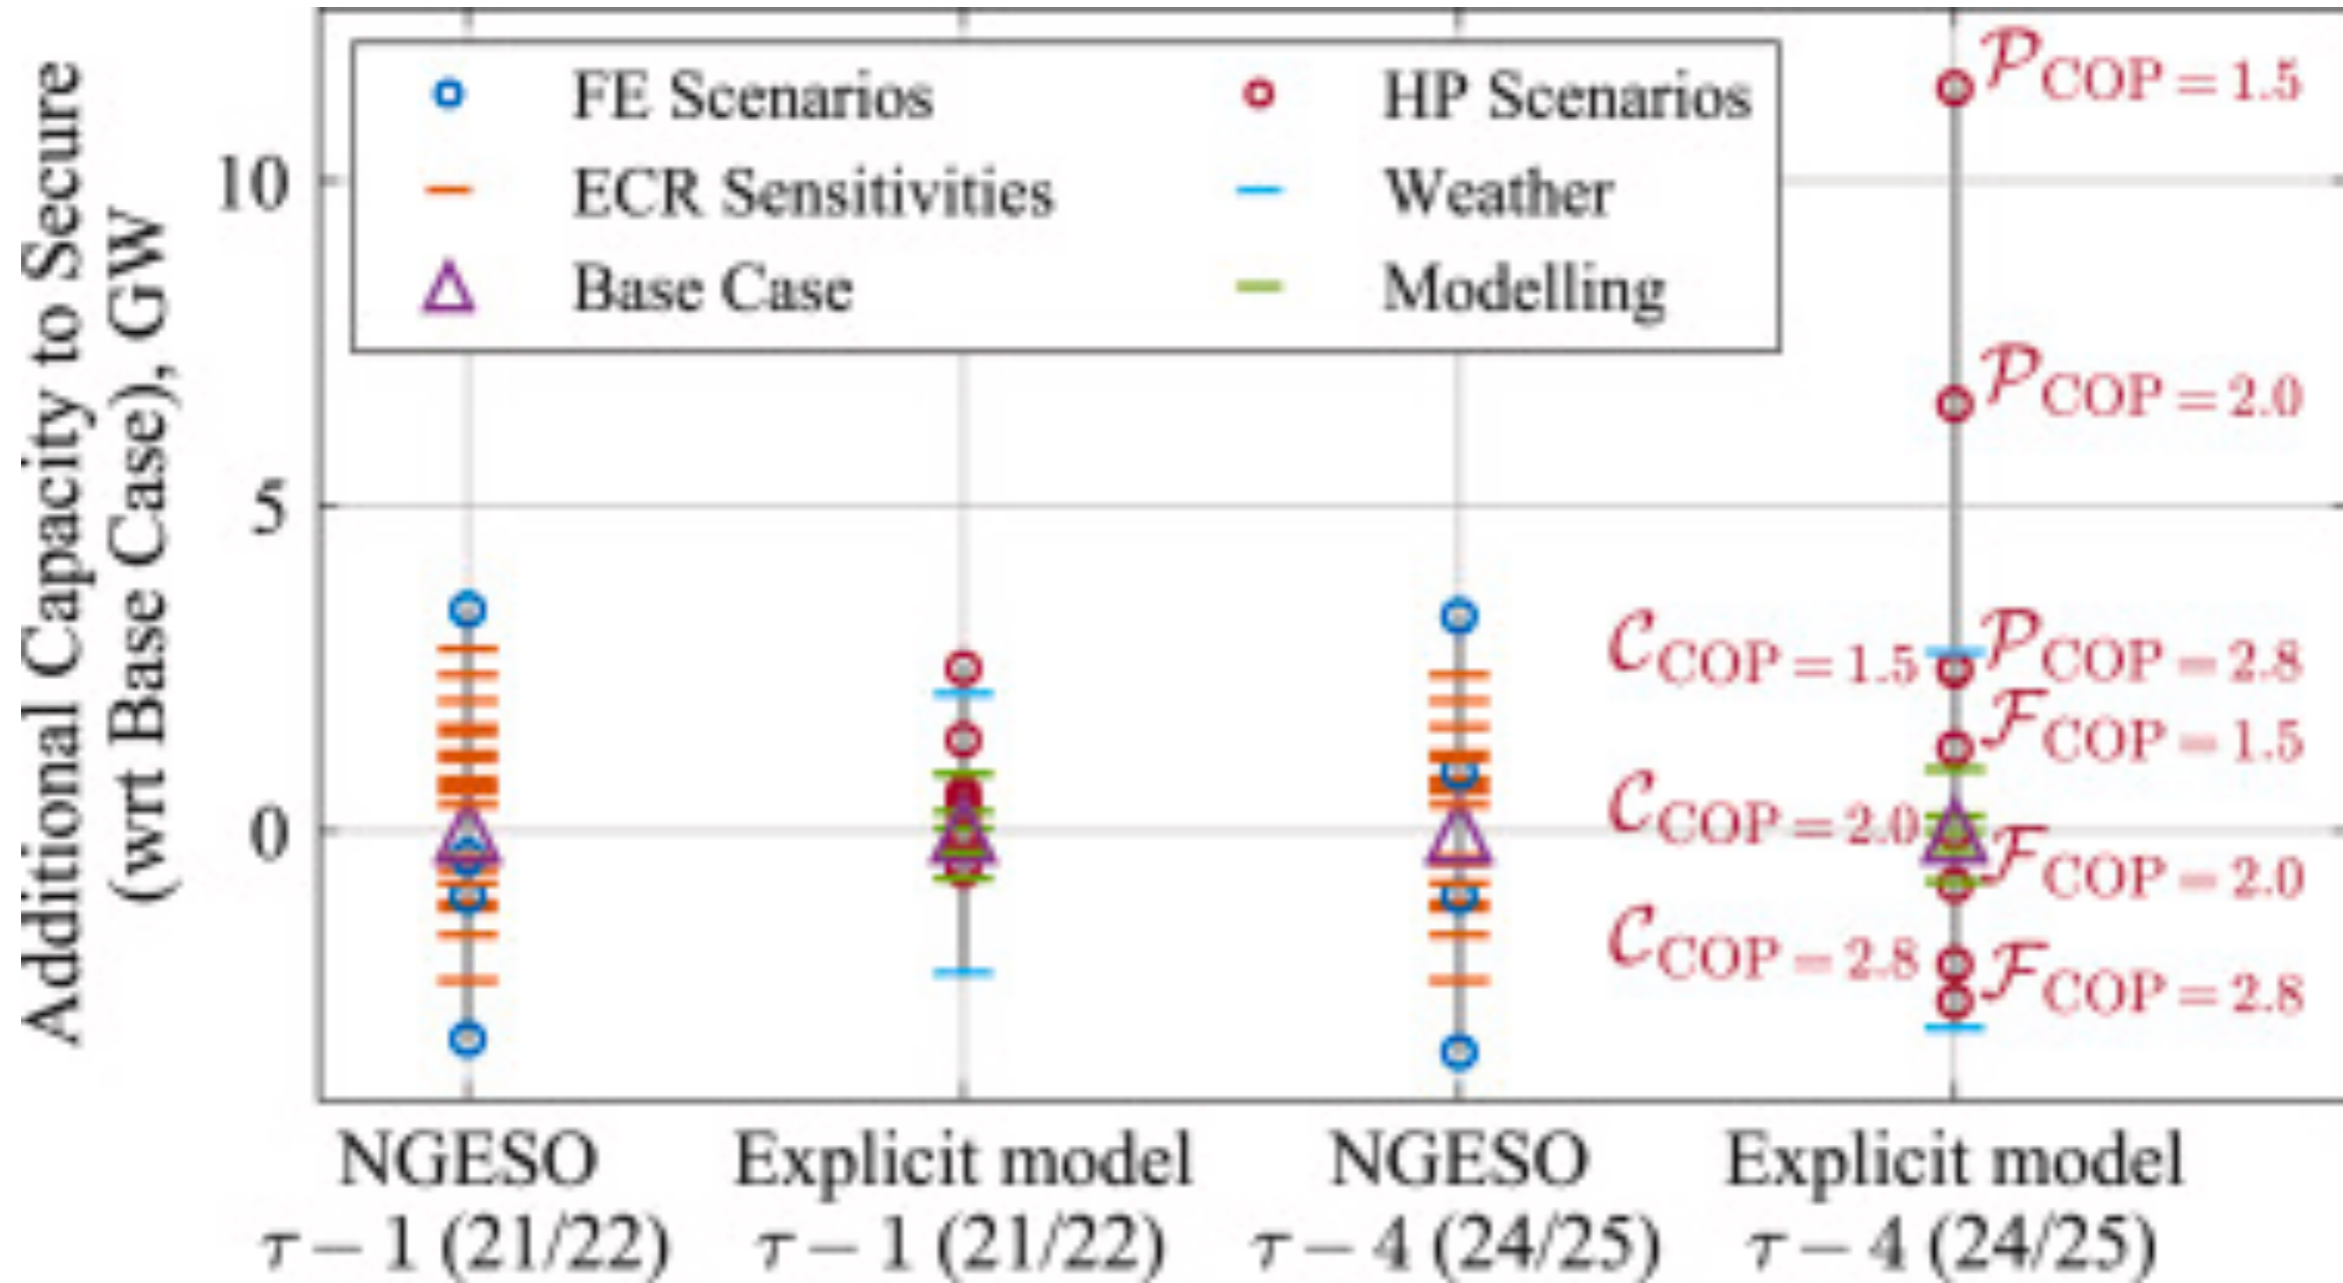 Additional Capacity to Secure
(wrt Base Case), GW
10
5
0
FE Scenarios
HP Scenarios
ECR Sensitivities
Weather
Base Case
Modelling
𝒫COP = 1.5
𝒫COP = 2.0
𝒞COP = 1.5
𝒫COP = 2.8
ℱCOP = 1.5
𝒞COP = 2.0
ℱCOP = 2.0
𝒞COP = 2.8
ℱCOP = 2.8
NGESO
τ − 1 (21/22)
Explicit model
τ − 1 (21/22)
NGESO
τ − 4 (24/25)
Explicit model
τ − 4 (24/25)